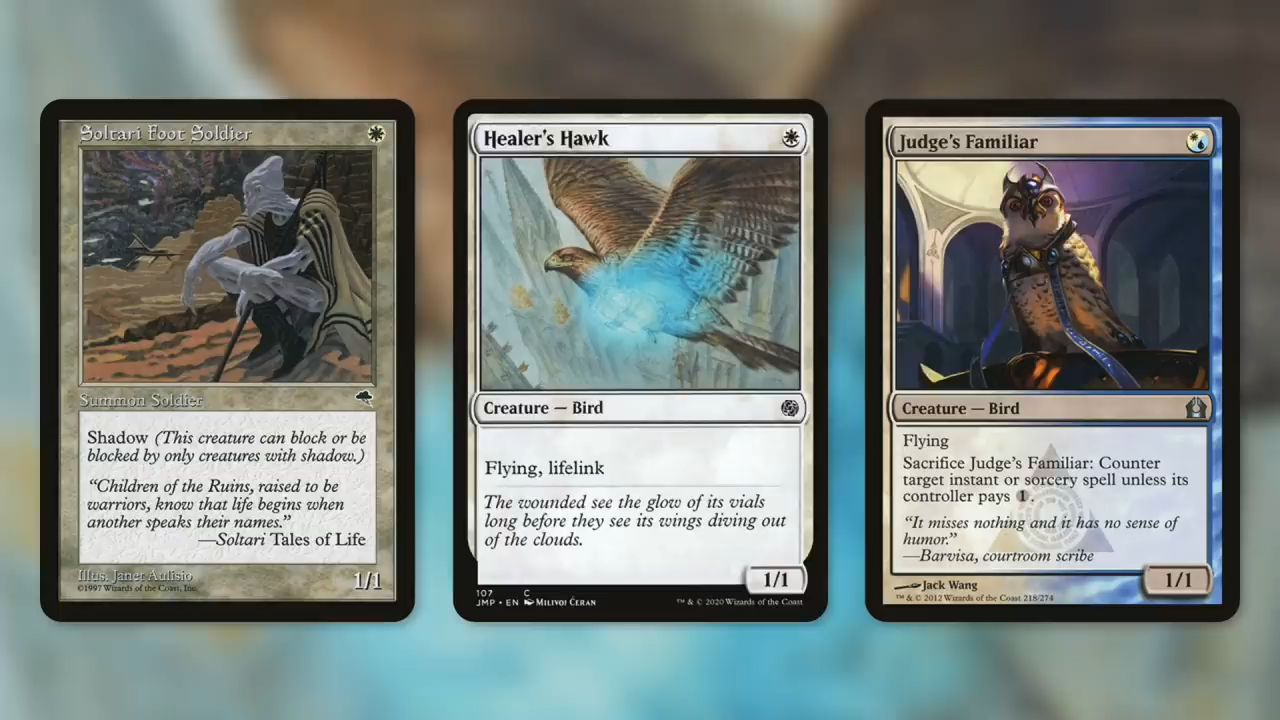 Soltari Foot Soldier
Summon Soldier
Shadow (This creature can block or be
blocked by only creatures with shadow.)
“Children of the Ruins, raised to be
warriors, know that life begins when
another speaks their names.”
—Soltari Tales of Life
Illus. Janet Aulisio
©1997 Wizards of the Coast, Inc.
1/1
Healer's Hawk
Creature — Bird
Flying, lifelink
The wounded see the glow of its vials
long before they see its wings diving out
of the clouds.
1/1
107 C
JMP • EN Milivoj Ćeran
™ & © 2020 Wizards of the Coast
Judge's Familiar
Creature — Bird
Flying
Sacrifice Judge's Familiar: Counter
target instant or sorcery spell unless its
controller pays 1.
“It misses nothing and it has no sense of
humor.”
—Barvisa, courtroom scribe
Jack Wang
™ & © 2012 Wizards of the Coast 218/274
1/1